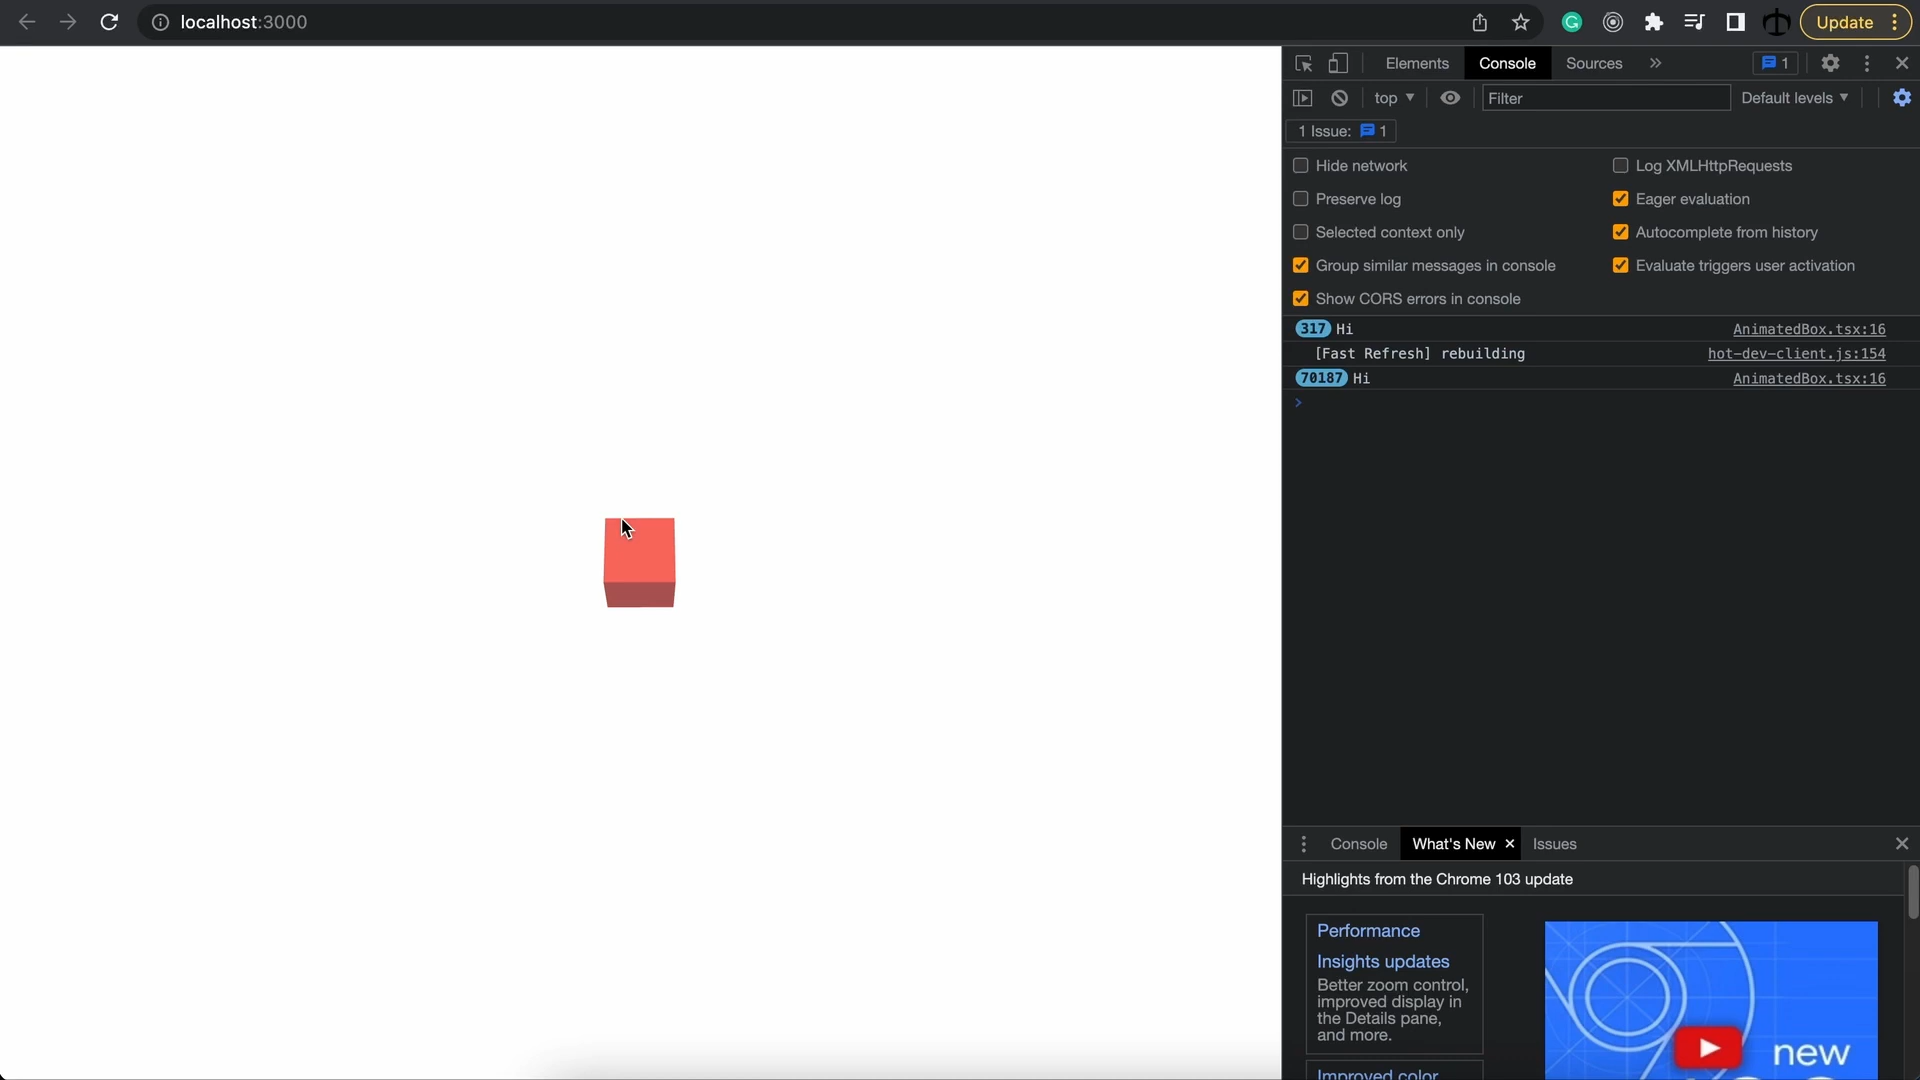 localhost:3000
Update
Elements
Console
Sources
1
top
Filter
Default levels
1 Issue: 1
Hide network
Log XMLHttpRequests
Preserve log
Eager evaluation
Selected context only
Autocomplete from history
Group similar messages in console
Evaluate triggers user activation
Show CORS errors in console
317 Hi AnimatedBox.tsx:16
[Fast Refresh] rebuilding hot-dev-client.js:154
70187 Hi AnimatedBox.tsx:16
Console
What's New
Issues
Highlights from the Chrome 103 update
Performance
Insights updates
Better zoom control,
improved display in
the Details pane,
and more.
new
Improved color